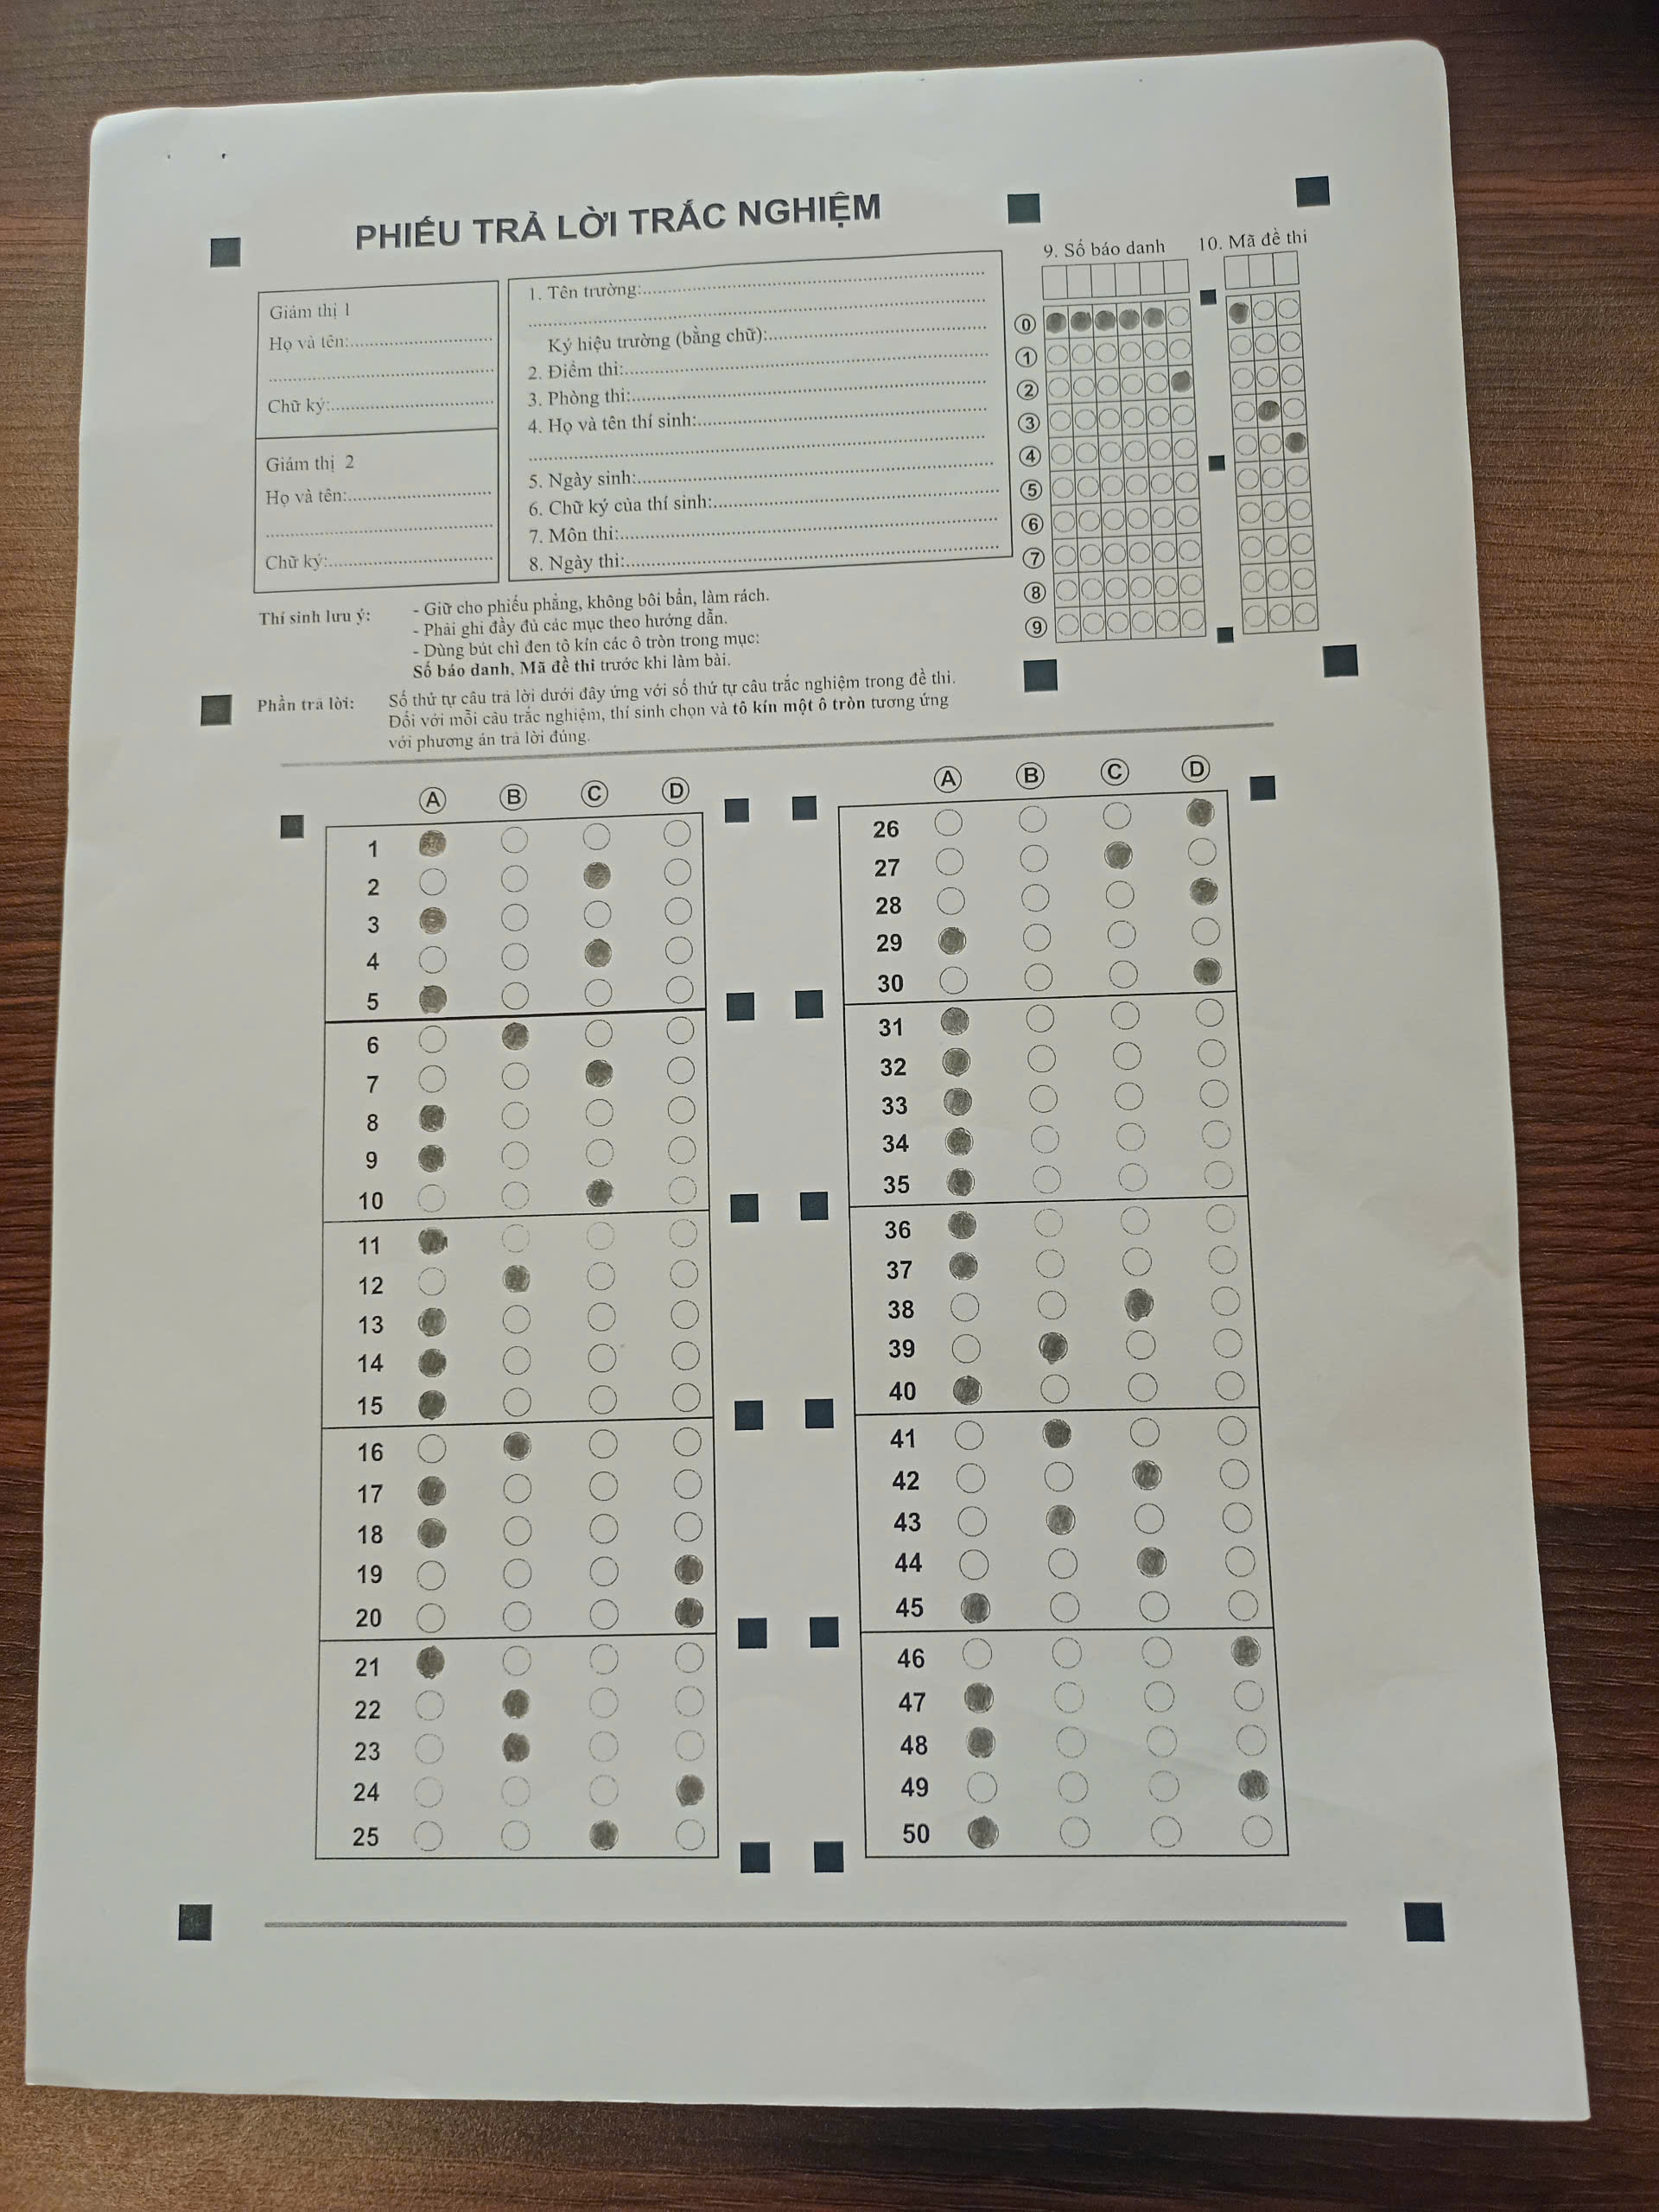 PHIẾU TRẢ LỜI TRẮC NGHIỆM
Giám thị 1
Họ và tên:
Chữ ký:
Giám thị 2
Họ và tên:
Chữ ký:
1. Tên trường:
Ký hiệu trường (bằng chữ):
2. Điểm thi:
3. Phòng thi:
4. Họ và tên thí sinh:
5. Ngày sinh:
6. Chữ ký của thí sinh:
7. Môn thi:
8. Ngày thi:
9. Số báo danh
10. Mã đề thi
0
1
2
3
4
5
6
7
8
9
Thí sinh lưu ý:
- Giữ cho phiếu phẳng, không bôi bẩn, làm rách.
- Phải ghi đầy đủ các mục theo hướng dẫn.
- Dùng bút chì đen tô kín các ô tròn trong mục:
Số báo danh, Mã đề thi trước khi làm bài.
Phần trả lời:
Số thứ tự câu trả lời dưới đây ứng với số thứ tự câu trắc nghiệm trong đề thi.
Đối với mỗi câu trắc nghiệm, thí sinh chọn và tô kín một ô tròn tương ứng
với phương án trả lời đúng.
A B C D
1
2
3
4
5
6
7
8
9
10
11
12
13
14
15
16
17
18
19
20
21
22
23
24
25
A B C D
26
27
28
29
30
31
32
33
34
35
36
37
38
39
40
41
42
43
44
45
46
47
48
49
50